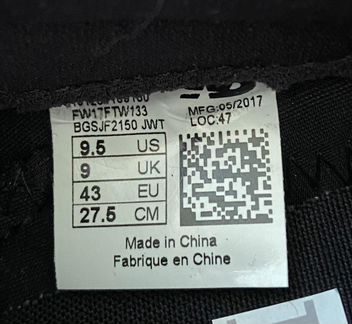 FW17FTW133
MFG:05/2017
BGSJF2150 JWT
LOC:47
9.5 US
9 UK
43 EU
27.5 CM
Made in China
Fabrique en Chine